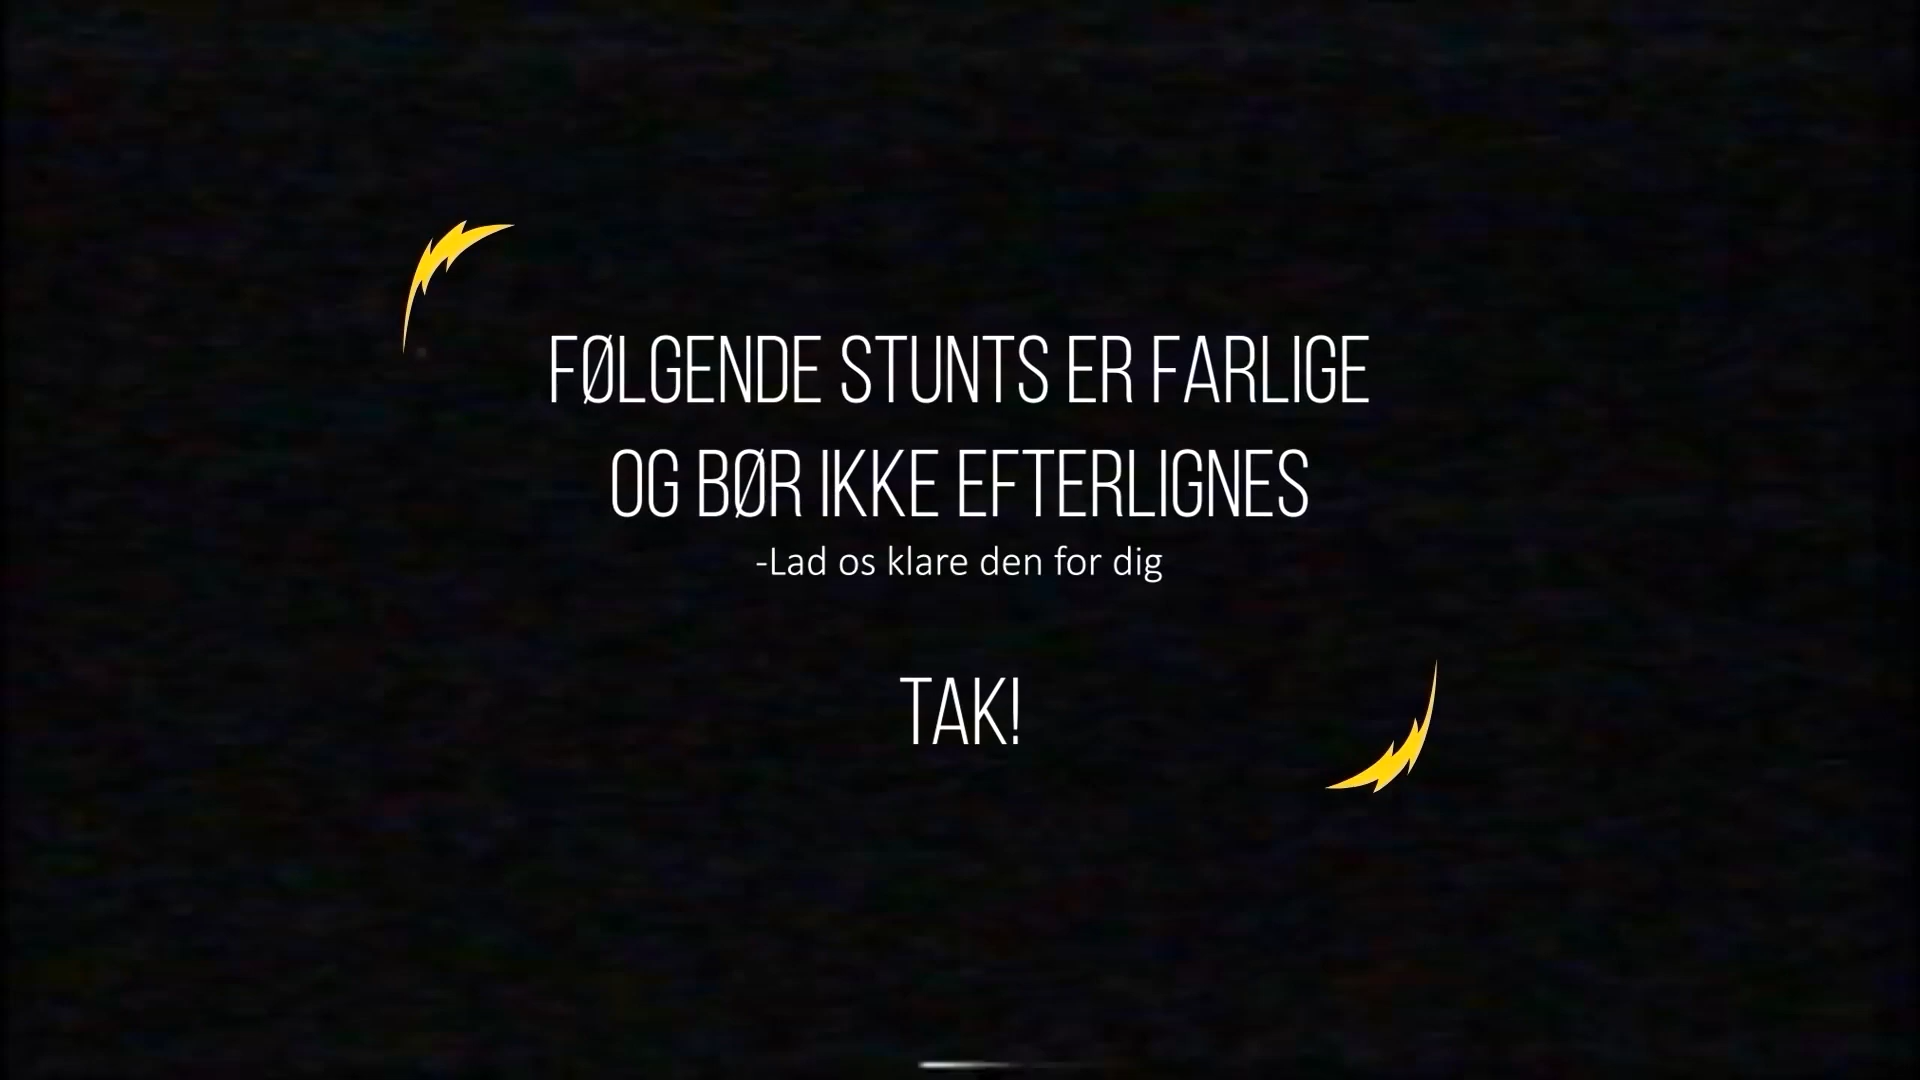 FØLGENDE STUNTS ER FARLIGE
OG BØR IKKE EFTERLIGNES
-Lad os klare den for dig
TAK!